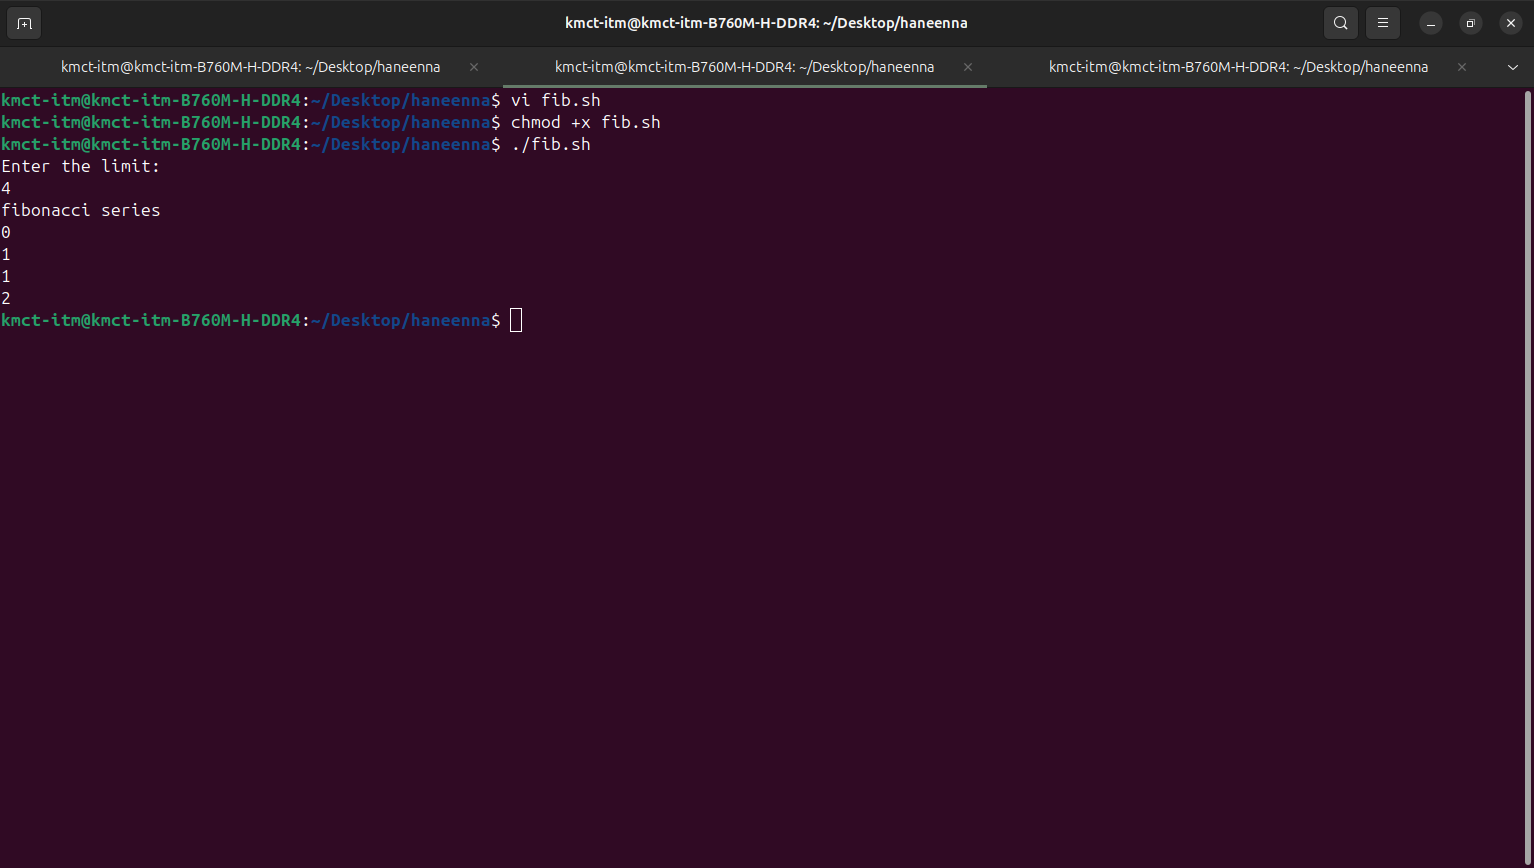 kmct-itm@kmct-itm-B760M-H-DDR4: ~/Desktop/haneenna
kmct-itm@kmct-itm-B760M-H-DDR4: ~/Desktop/haneenna
kmct-itm@kmct-itm-B760M-H-DDR4: ~/Desktop/haneenna
kmct-itm@kmct-itm-B760M-H-DDR4: ~/Desktop/haneenna
kmct-itm@kmct-itm-B760M-H-DDR4:~/Desktop/haneenna$ vi fib.sh
kmct-itm@kmct-itm-B760M-H-DDR4:~/Desktop/haneenna$ chmod +x fib.sh
kmct-itm@kmct-itm-B760M-H-DDR4:~/Desktop/haneenna$ ./fib.sh
Enter the limit:
4
fibonacci series
0
1
1
2
kmct-itm@kmct-itm-B760M-H-DDR4:~/Desktop/haneenna$